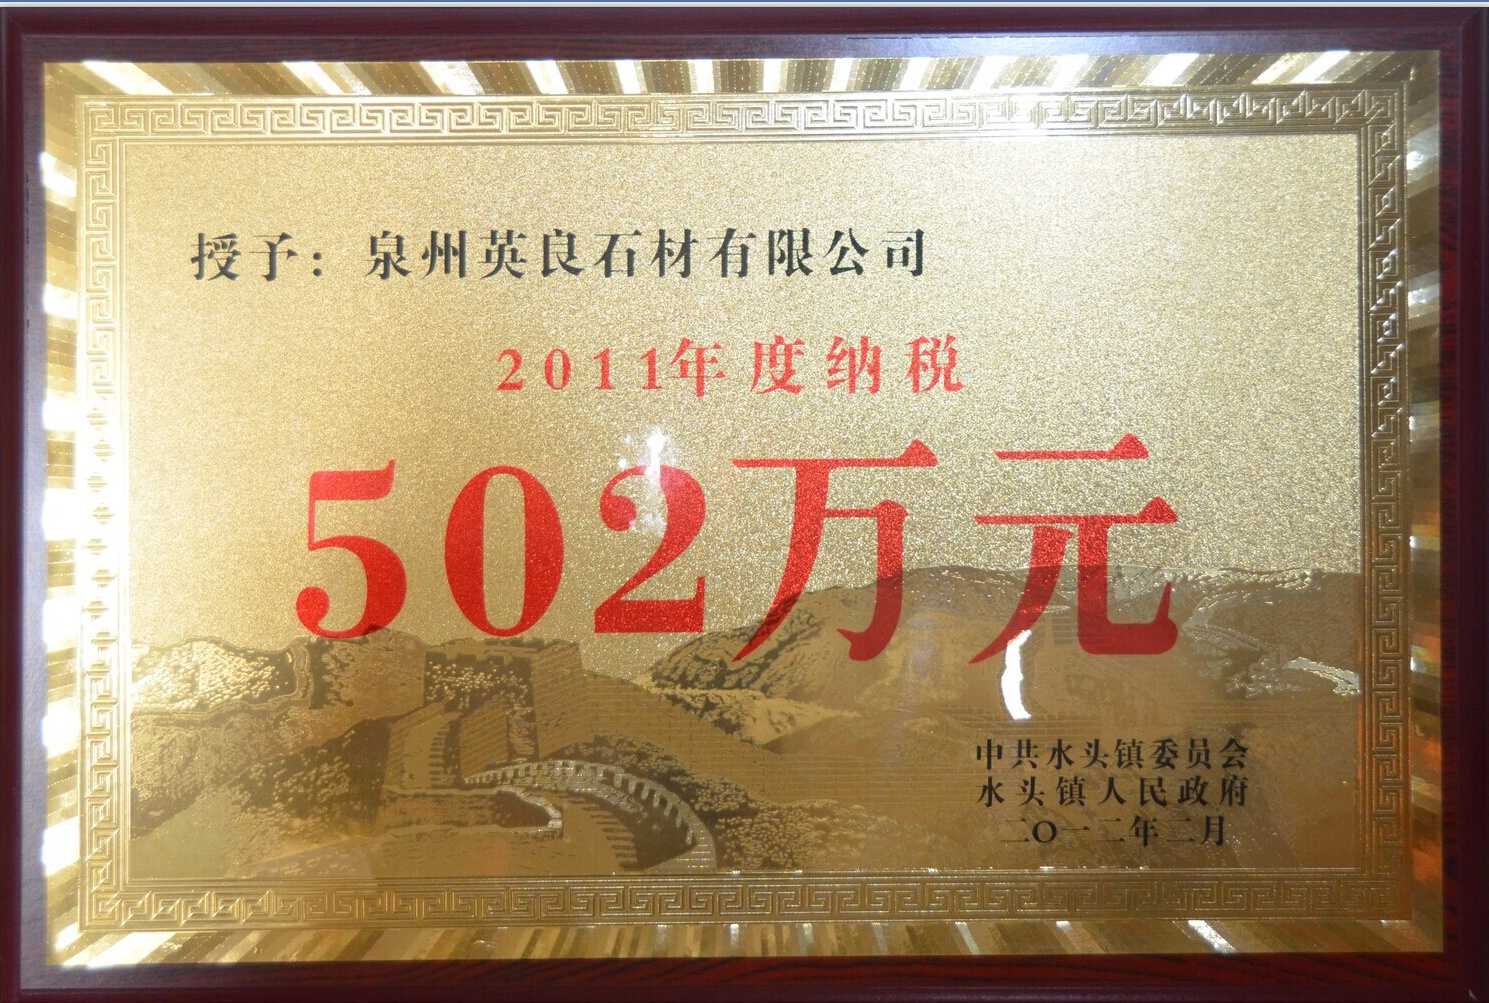 授予：泉州英良石材有限公司
2011年度纳税
502万元
中共水头镇委员会
水头镇人民政府
二〇一二年二月